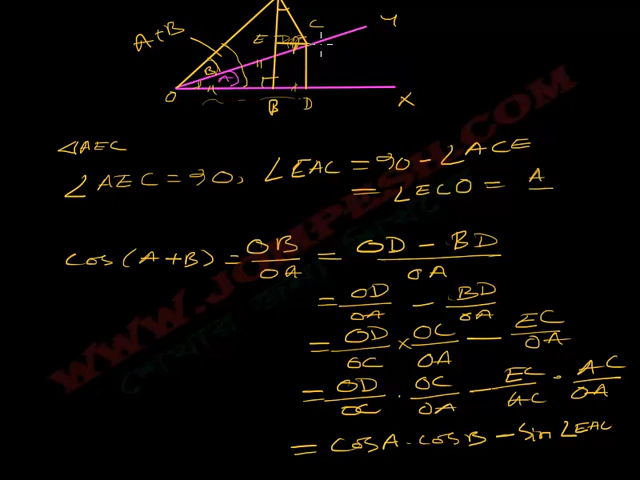 C
Y
A+B
E
B
A
O
B
D
X
◁AEC
∠AEC = 90, ∠EAC = 90 - ∠ACE
= ∠ECO = A
cos(A+B) = OB/OA = OD - BD/OA
= OD/OA - BD/OA
= OD/OC × OC/OA - EC/OA
= OD/OC · OC/OA - EC/AC · AC/OA
= cosA · cosB - sin∠EAC
WWW.JOMPESH.COM